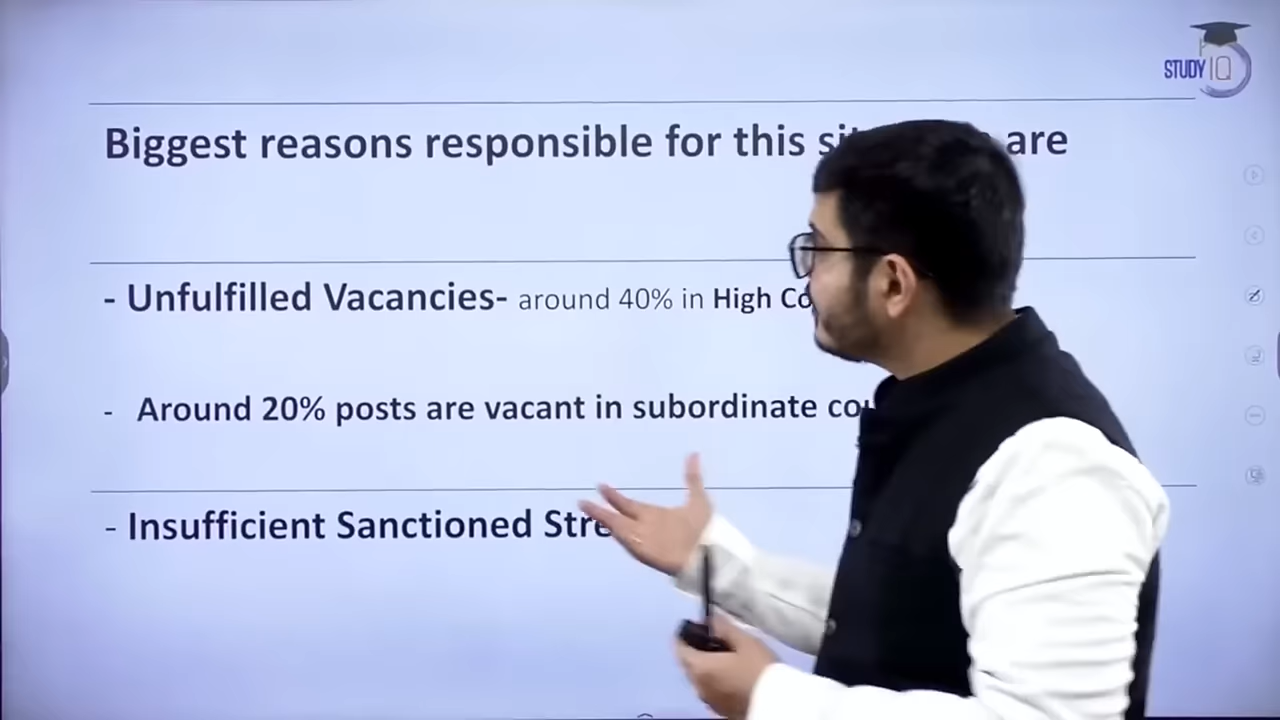 STUDY IQ
Biggest reasons responsible for this are
- Unfulfilled Vacancies- around 40% in High
- Around 20% posts are vacant in subordinate
- Insufficient Sanctioned